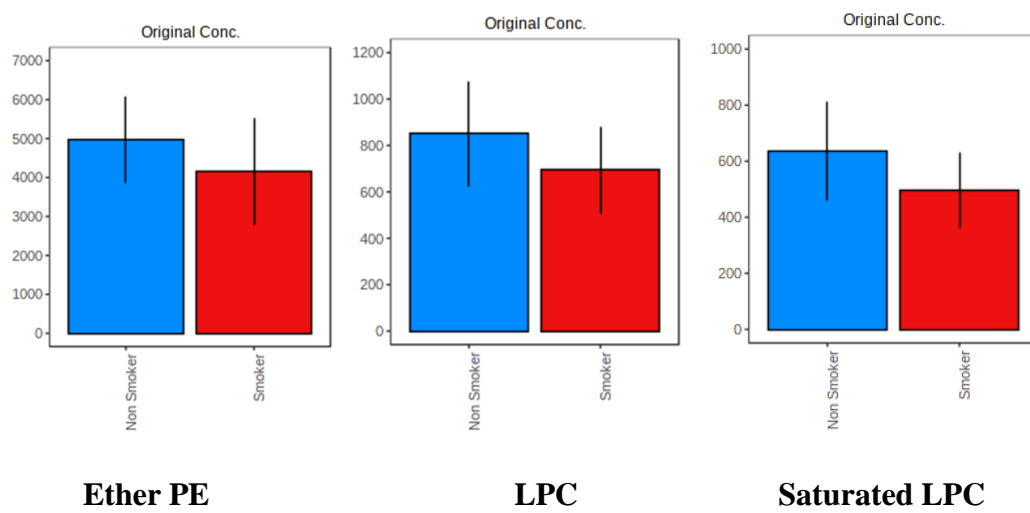 Original Conc.
7000
6000
5000
4000
3000
2000
1000
0
Non Smoker
Smoker
Ether PE
Original Conc.
1200
1000
800
600
400
200
0
Non Smoker
Smoker
LPC
Original Conc.
1000
800
600
400
200
0
Non Smoker
Smoker
Saturated LPC